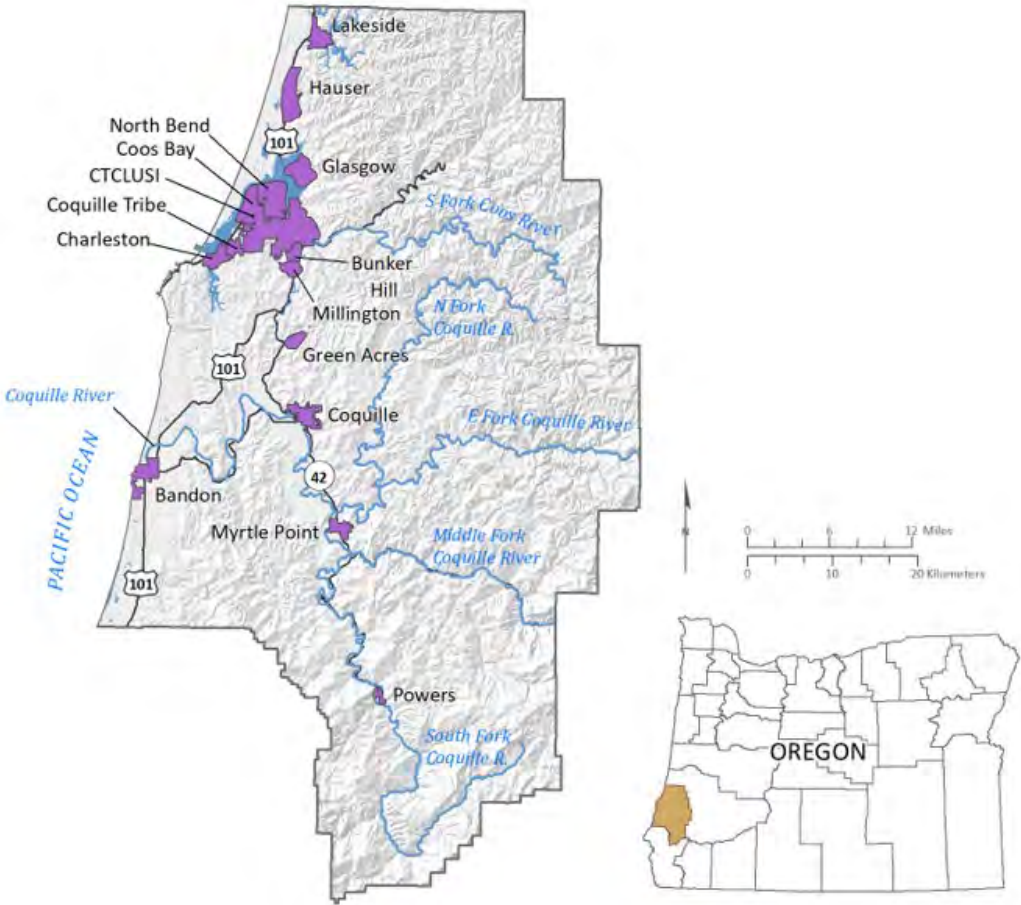 Lakeside
Hauser
North Bend
101
Coos Bay
Glasgow
CTCLUSI
Coquille Tribe
S Fork Coos River
Charleston
Bunker
Hill
N Fork
Coquille R.
Millington
Green Acres
101
Coquille River
Coquille
E Fork Coquille River
PACIFIC OCEAN
42
Bandon
Myrtle Point
Middle Fork
Coquille River
101
Powers
South Fork
Coquille R.
N
0 6 12 Miles
0 10 20 Kilometers
OREGON